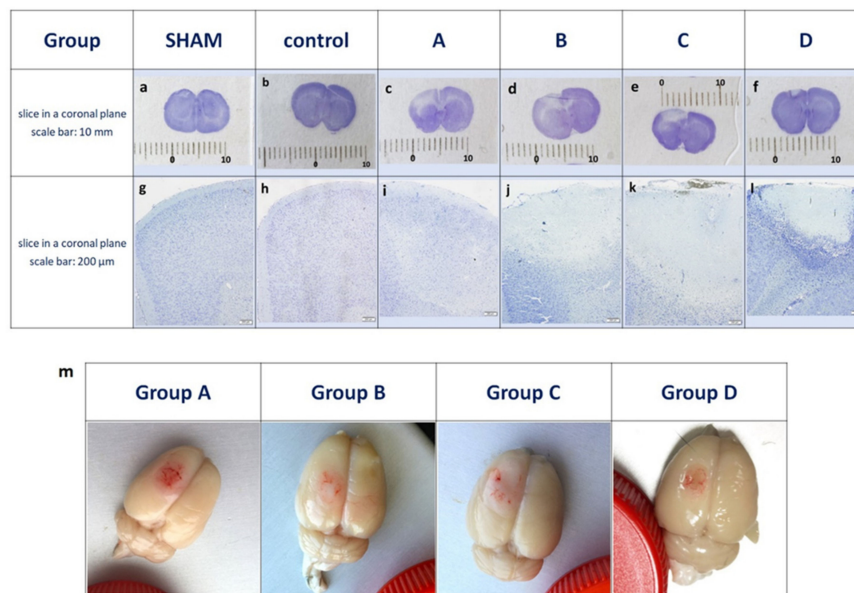 Group SHAM control A B C D
slice in a coronal plane
scale bar: 10 mm
a b c d e f
0 10
0 10
0 10
0 10
0 10
0 10
slice in a coronal plane
scale bar: 200 μm
g h i j k l
m
Group A Group B Group C Group D